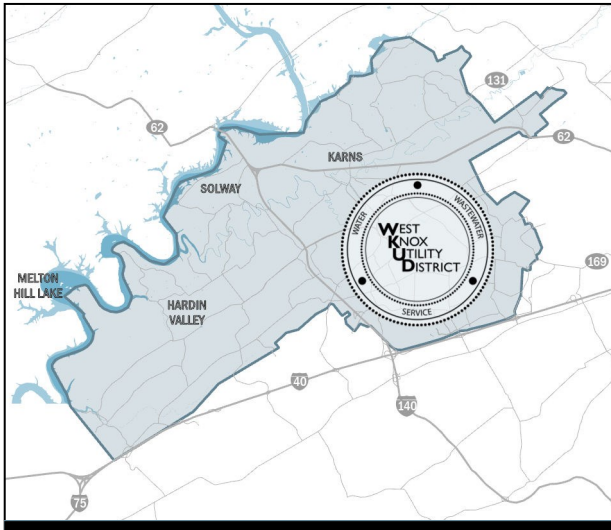 131
62
62
KARNS
SOLWAY
WATER
WASTEWATER
WEST
KNOX
UTILITY
DISTRICT
SERVICE
169
MELTON
HILL LAKE
HARDIN
VALLEY
40
140
75